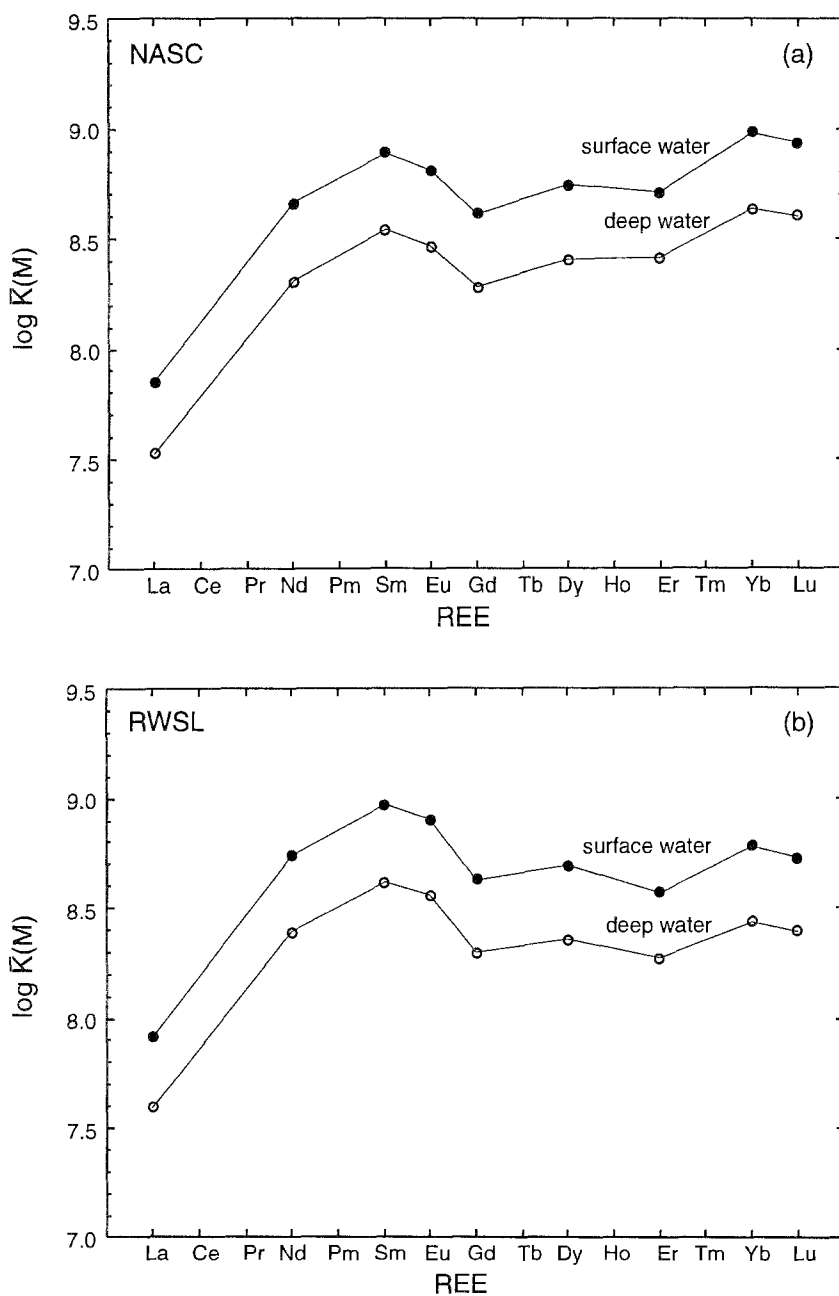 NASC
(a)
9.5
9.0
8.5
8.0
7.5
7.0
log K̅(M)
surface water
deep water
La Ce Pr Nd Pm Sm Eu Gd Tb Dy Ho Er Tm Yb Lu
REE
RWSL
(b)
9.5
9.0
8.5
8.0
7.5
7.0
log K̅(M)
surface water
deep water
La Ce Pr Nd Pm Sm Eu Gd Tb Dy Ho Er Tm Yb Lu
REE